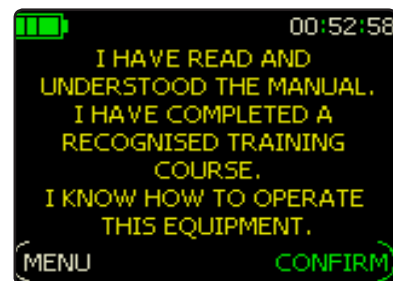 00:52:58
I HAVE READ AND
UNDERSTOOD THE MANUAL.
I HAVE COMPLETED A
RECOGNISED TRAINING
COURSE.
I KNOW HOW TO OPERATE
THIS EQUIPMENT.
MENU CONFIRM